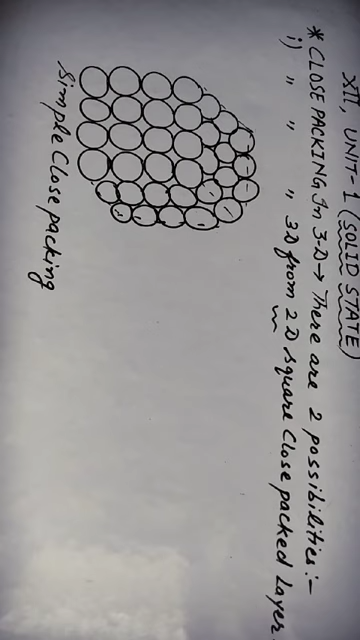 XII, UNIT-1 (SOLID STATE)
* CLOSE PACKING In 3-D → There are 2 possibilities:-
i) " " " 3D from 2D square Close packed Layer
Simple Close packing